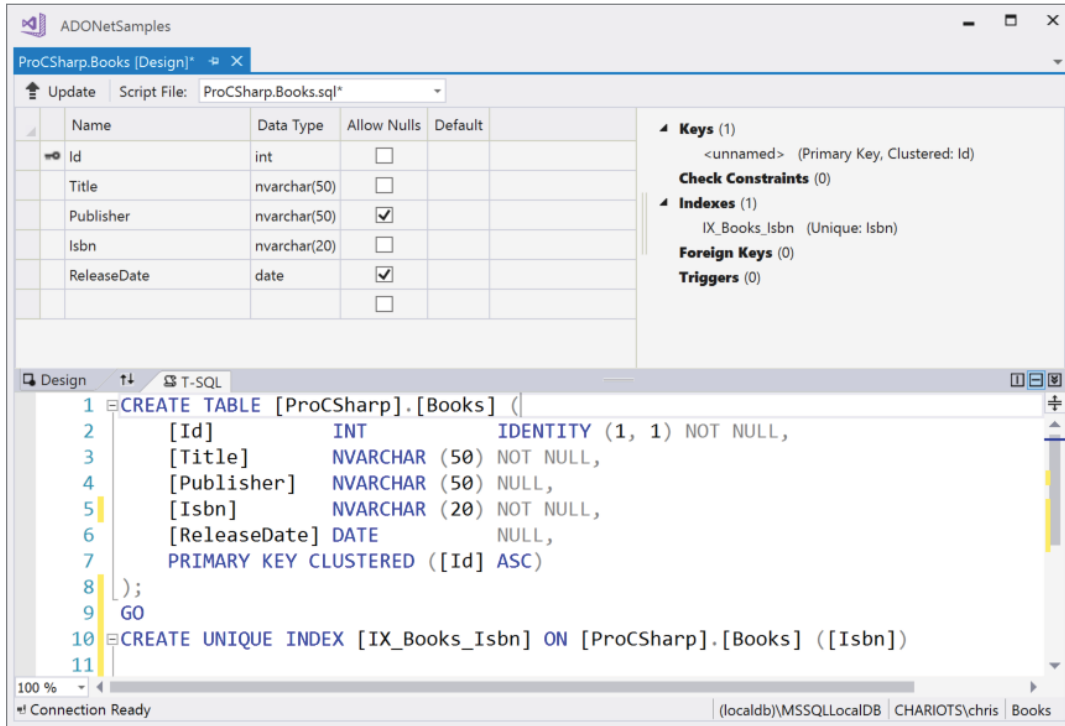 ADONetSamples
ProCSharp.Books [Design]*
Update Script File: ProCSharp.Books.sql*
Name Data Type Allow Nulls Default
Id int
Title nvarchar(50)
Publisher nvarchar(50)
Isbn nvarchar(20)
ReleaseDate date
Keys (1)
<unnamed> (Primary Key, Clustered: Id)
Check Constraints (0)
Indexes (1)
IX_Books_Isbn (Unique: Isbn)
Foreign Keys (0)
Triggers (0)
Design T-SQL
1 CREATE TABLE [ProCSharp].[Books] (
2 [Id] INT IDENTITY (1, 1) NOT NULL,
3 [Title] NVARCHAR (50) NOT NULL,
4 [Publisher] NVARCHAR (50) NULL,
5 [Isbn] NVARCHAR (20) NOT NULL,
6 [ReleaseDate] DATE NULL,
7 PRIMARY KEY CLUSTERED ([Id] ASC)
8 );
9 GO
10 CREATE UNIQUE INDEX [IX_Books_Isbn] ON [ProCSharp].[Books] ([Isbn])
11
100 %
Connection Ready (localdb)\MSSQLLocalDB CHARIOTS\chris Books